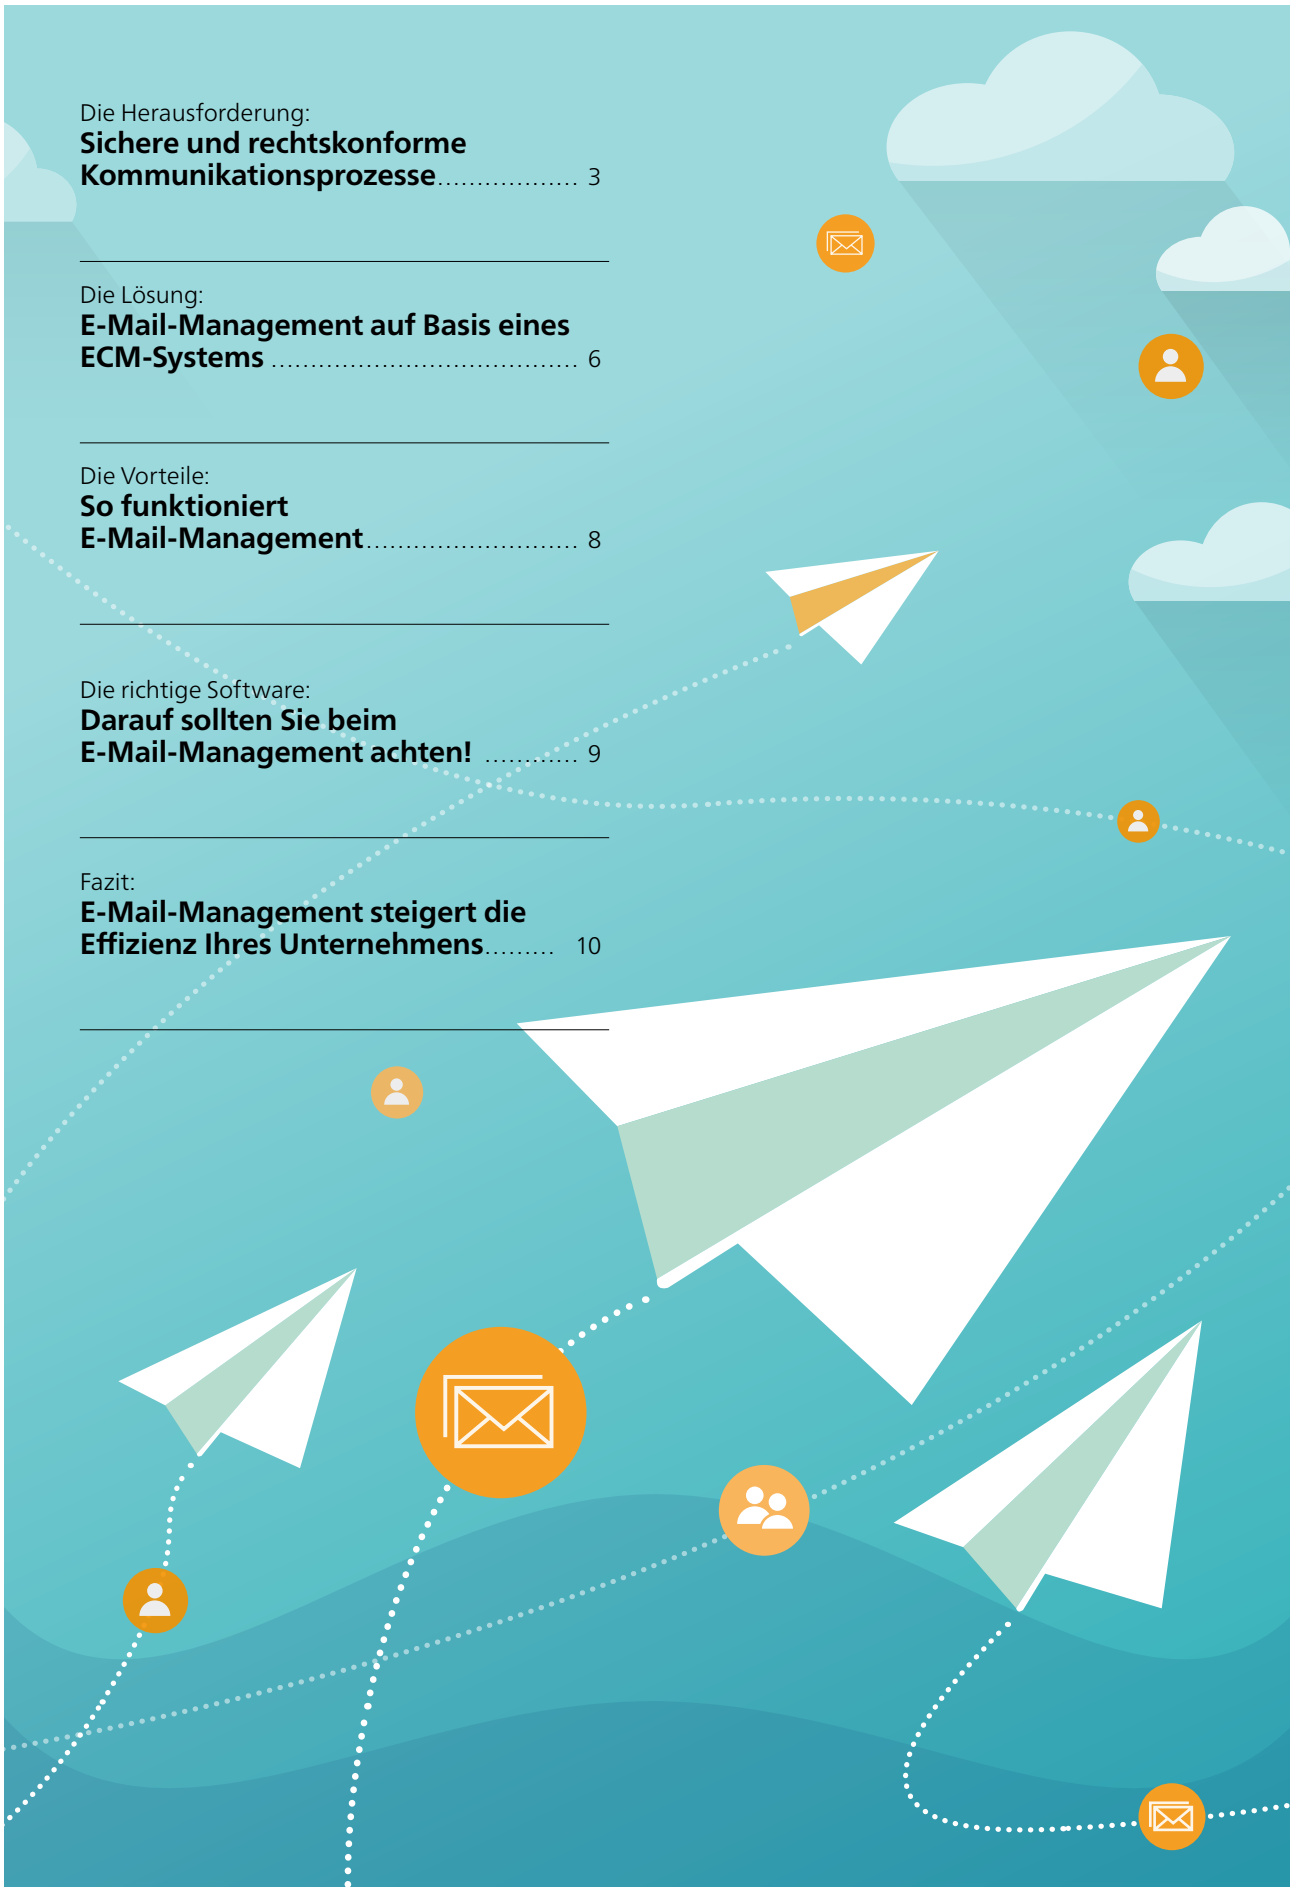 Die Herausforderung:
Sichere und rechtskonforme
Kommunikationsprozesse.................. 3
Die Lösung:
E-Mail-Management auf Basis eines
ECM-Systems ....................................... 6
Die Vorteile:
So funktioniert
E-Mail-Management........................... 8
Die richtige Software:
Darauf sollten Sie beim
E-Mail-Management achten! ............ 9
Fazit:
E-Mail-Management steigert die
Effizienz Ihres Unternehmens......... 10